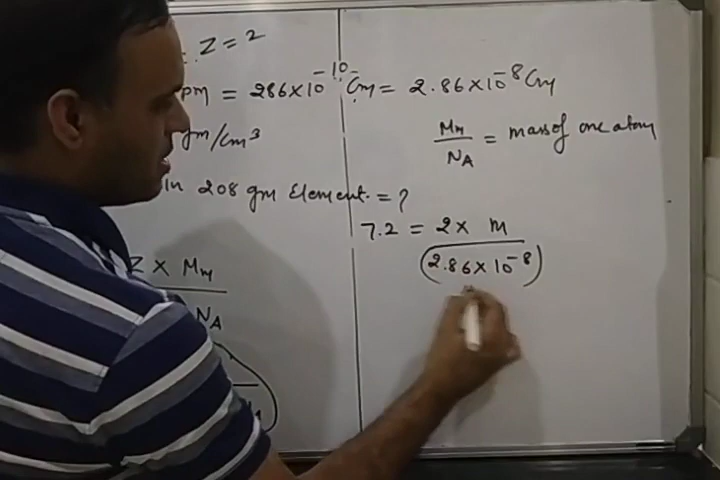 . Z = 2
pm = 286×10⁻¹⁰ Cm = 2.86×10⁻⁸ Cm
gm/cm³
Mm / NA = mass of one atom
in 208 gm Element. = ?
7.2 = 2 × m
(2.86×10⁻⁸)
Z × Mm
NA